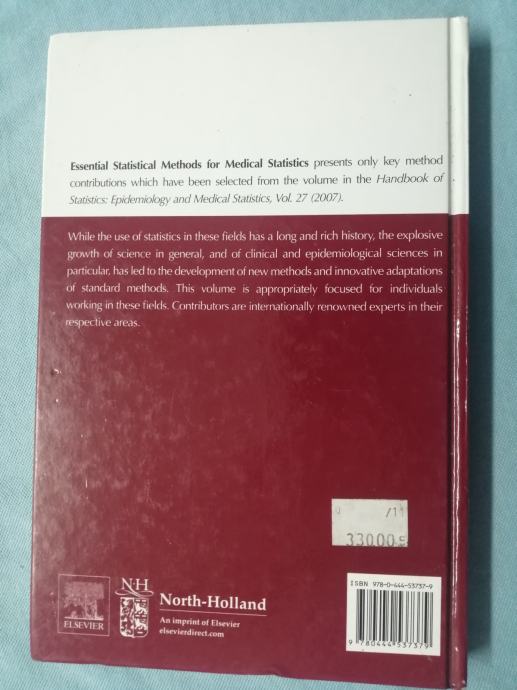 Essential Statistical Methods for Medical Statistics presents only key method
contributions which have been selected from the volume in the Handbook of
Statistics: Epidemiology and Medical Statistics, Vol. 27 (2007).
While the use of statistics in these fields has a long and rich history, the explosive
growth of science in general, and of clinical and epidemiological sciences in
particular, has led to the development of new methods and innovative adaptations
of standard methods. This volume is appropriately focused for individuals
working in these fields. Contributors are internationally renowned experts in their
respective areas.
0 /11
33000
ISBN 978-0-444-53737-9
N·H
North-Holland
An imprint of Elsevier
elsevierdirect.com
ELSEVIER
9 780444 537379